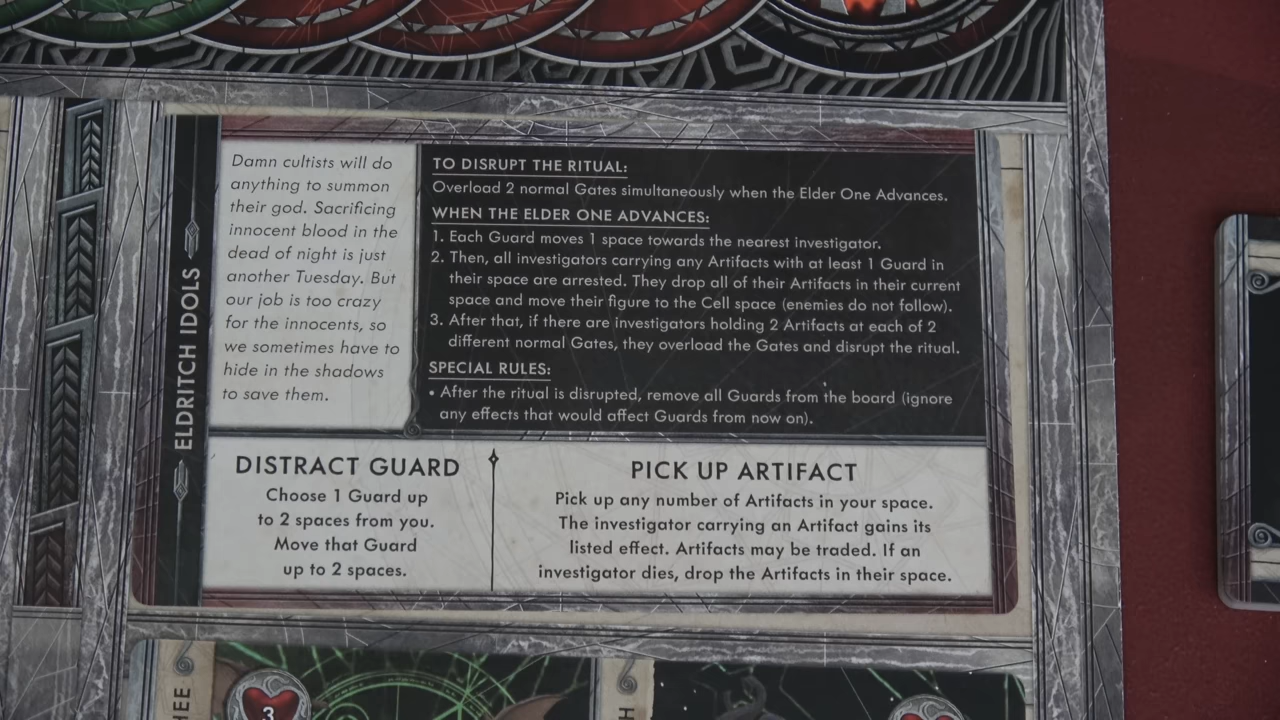 ELDRITCH IDOLS
Damn cultists will do
anything to summon
their god. Sacrificing
innocent blood in the
dead of night is just
another Tuesday. But
our job is too crazy
for the innocents, so
we sometimes have to
hide in the shadows
to save them.
TO DISRUPT THE RITUAL:
Overload 2 normal Gates simultaneously when the Elder One Advances.
WHEN THE ELDER ONE ADVANCES:
1. Each Guard moves 1 space towards the nearest investigator.
2. Then, all investigators carrying any Artifacts with at least 1 Guard in
their space are arrested. They drop all of their Artifacts in their current
space and move their figure to the Cell space (enemies do not follow).
3. After that, if there are investigators holding 2 Artifacts at each of 2
different normal Gates, they overload the Gates and disrupt the ritual.
SPECIAL RULES:
• After the ritual is disrupted, remove all Guards from the board (ignore
any effects that would affect Guards from now on).
DISTRACT GUARD
Choose 1 Guard up
to 2 spaces from you.
Move that Guard
up to 2 spaces.
PICK UP ARTIFACT
Pick up any number of Artifacts in your space.
The investigator carrying an Artifact gains its
listed effect. Artifacts may be traded. If an
investigator dies, drop the Artifacts in their space.
3